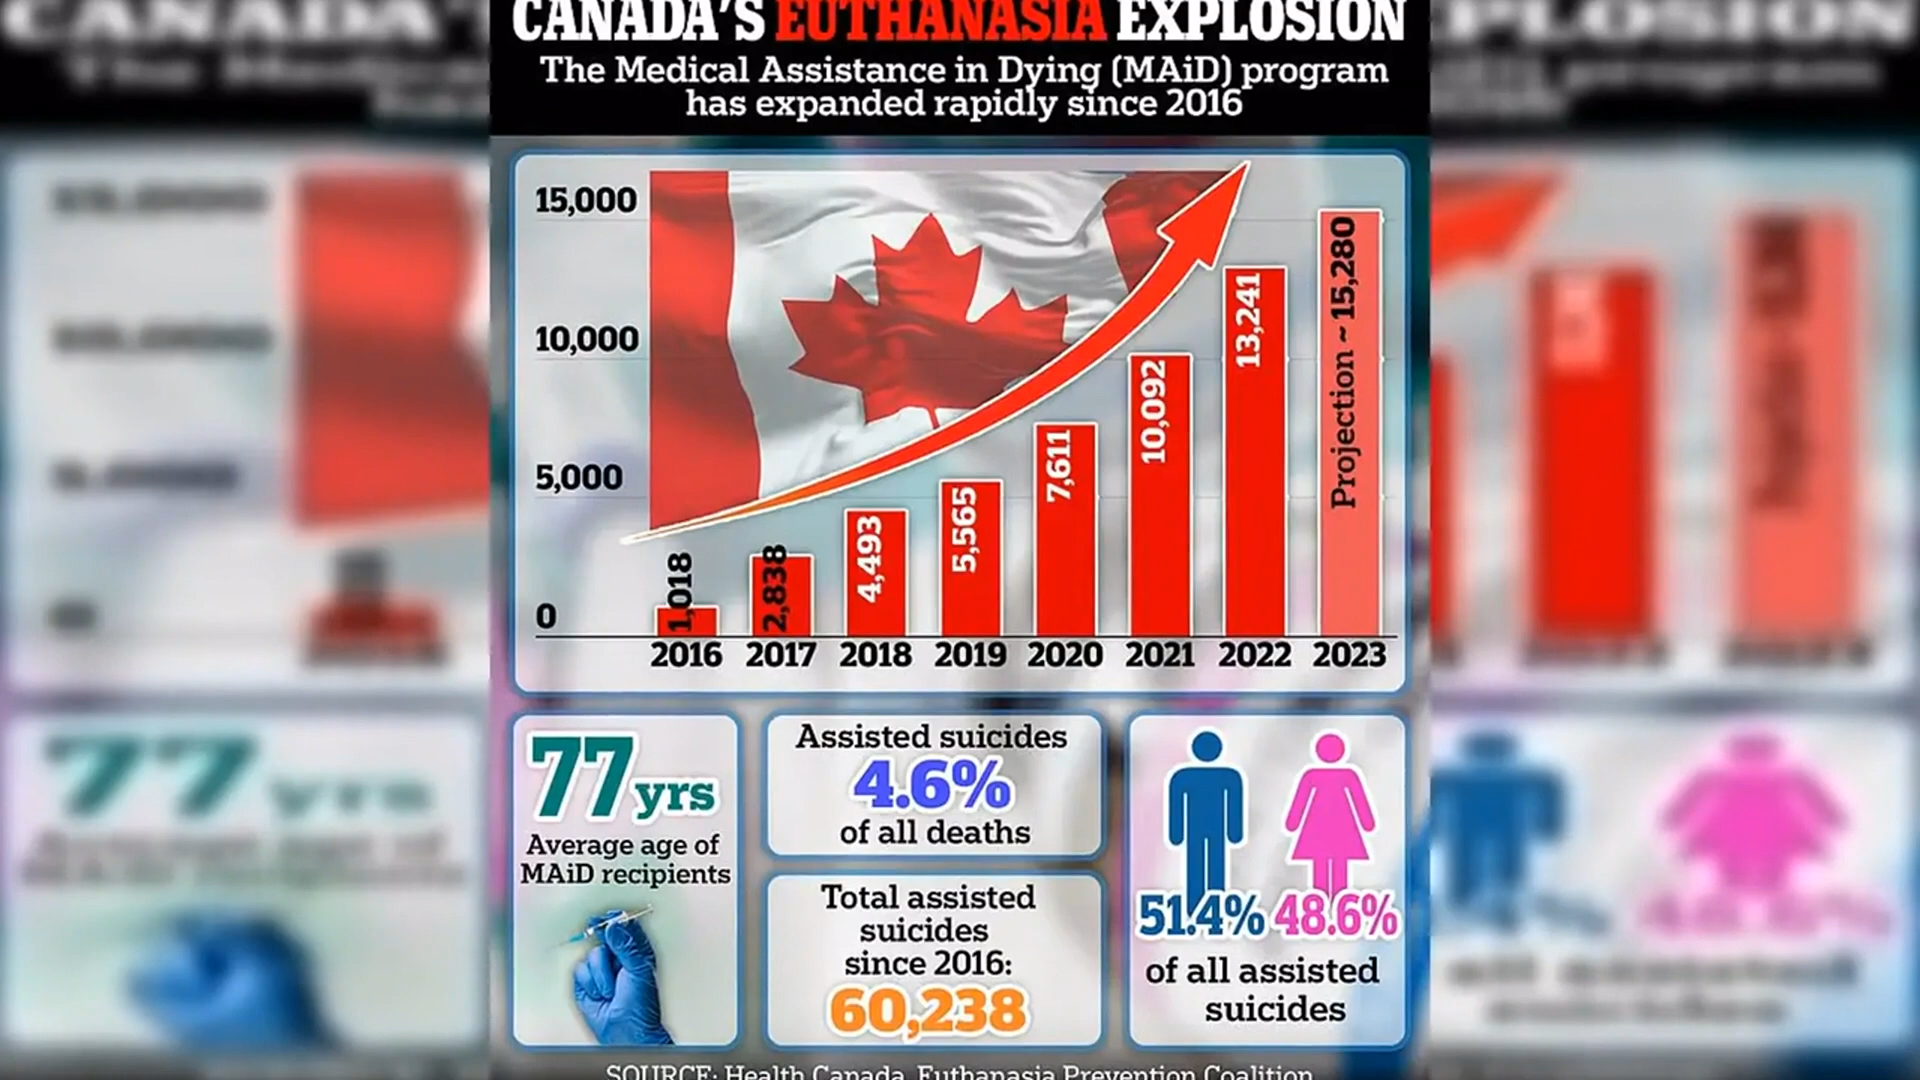 CANADA'S EUTHANASIA EXPLOSION
The Medical Assistance in Dying (MAiD) program
has expanded rapidly since 2016
15,000
10,000
5,000
0
1,018
2,838
4,493
5,565
7,611
10,092
13,241
Projection ~ 15,280
2016 2017 2018 2019 2020 2021 2022 2023
77 yrs
Average age of
MAiD recipients
Assisted suicides
4.6%
of all deaths
Total assisted
suicides
since 2016:
60,238
51.4% 48.6%
of all assisted
suicides
SOURCE: Health Canada, Euthanasia Prevention Coalition